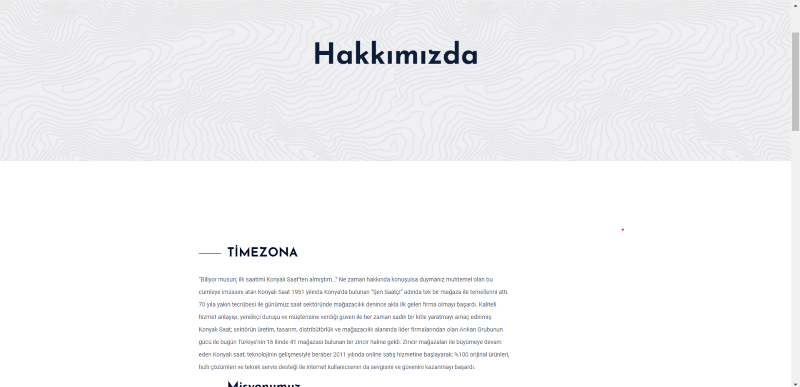 Hakkımızda
TİMEZONA
"Biliyor musun; ilk saatimi Konyalı Saat'ten almıştım..." Ne zaman hakkında konuşulsa duymanız muhtemel olan bu
cümleye imzasını atan Konyalı Saat 1951 yılında Konya'da bulunan "Şen Saatçi" adında tek bir mağaza ile temellerini attı.
70 yıla yakın tecrübesi ile günümüz saat sektöründe mağazacılık denince akla ilk gelen firma olmayı başardı. Kaliteli
hizmet anlayışı, yenilikçi duruşu ve müşterisine verdiği güven ile her zaman sadık bir kitle yaratmayı amaç edinmiş
Konyalı Saat; sektörün üretim, tasarım, distribütörlük ve mağazacılık alanında lider firmalarından olan Arıkan Grubunun
gücü ile bugün Türkiye'nin 16 ilinde 41 mağazası bulunan bir zincir haline geldi. Zincir mağazaları ile büyümeye devam
eden Konyalı saat, teknolojinin gelişmesiyle beraber 2011 yılında online satış hizmetine başlayarak; %100 orijinal ürünleri,
hızlı çözümleri ve teknik servis desteği ile internet kullanıcısının da sevgisini ve güvenini kazanmayı başardı.
Misyonumuz